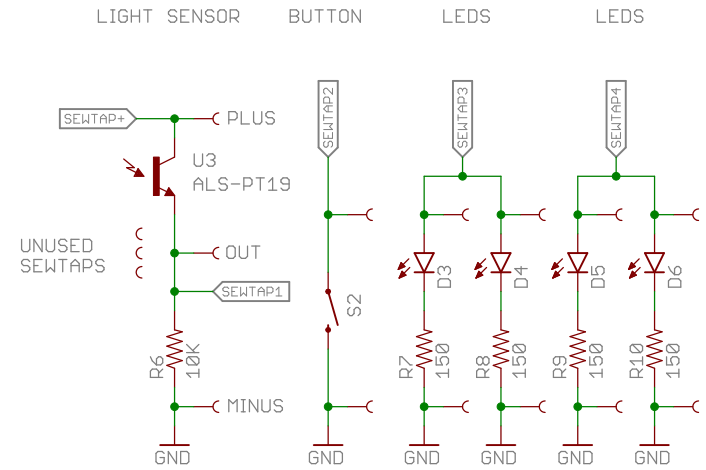 LIGHT SENSOR
BUTTON
LEDS
LEDS
SEWTAP+
PLUS
U3
ALS-PT19
UNUSED
SEWTAPS
OUT
SEWTAP1
R6
10K
MINUS
GND
SEWTAP2
S2
GND
SEWTAP3
D3
D4
R7
150
R8
150
GND
GND
SEWTAP4
D5
D6
R9
150
R10
150
GND
GND